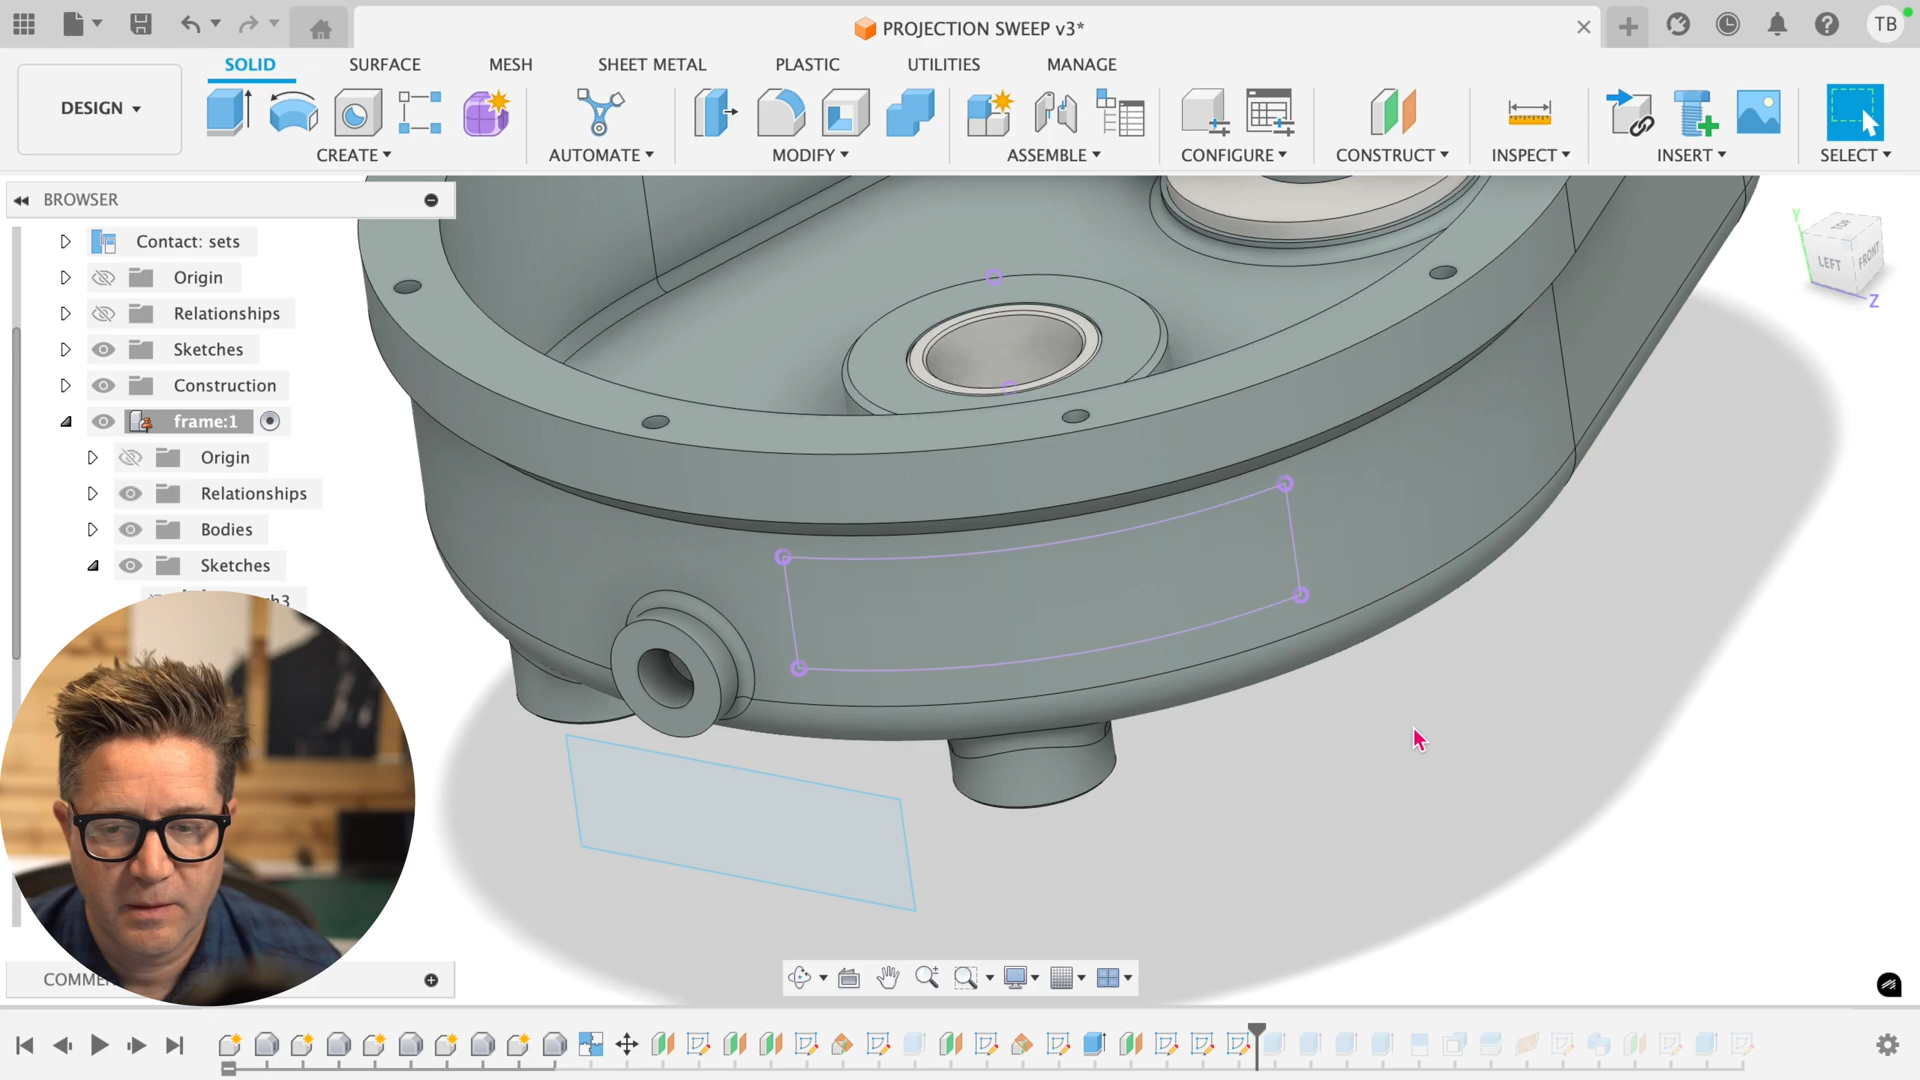 PROJECTION SWEEP v3*
TB
DESIGN
SOLID
SURFACE
MESH
SHEET METAL
PLASTIC
UTILITIES
MANAGE
CREATE
AUTOMATE
MODIFY
ASSEMBLE
CONFIGURE
CONSTRUCT
INSPECT
INSERT
SELECT
BROWSER
Contact: sets
Origin
Relationships
Sketches
Construction
frame:1
Origin
Relationships
Bodies
Sketches
TOP
LEFT
FRONT
Y
Z